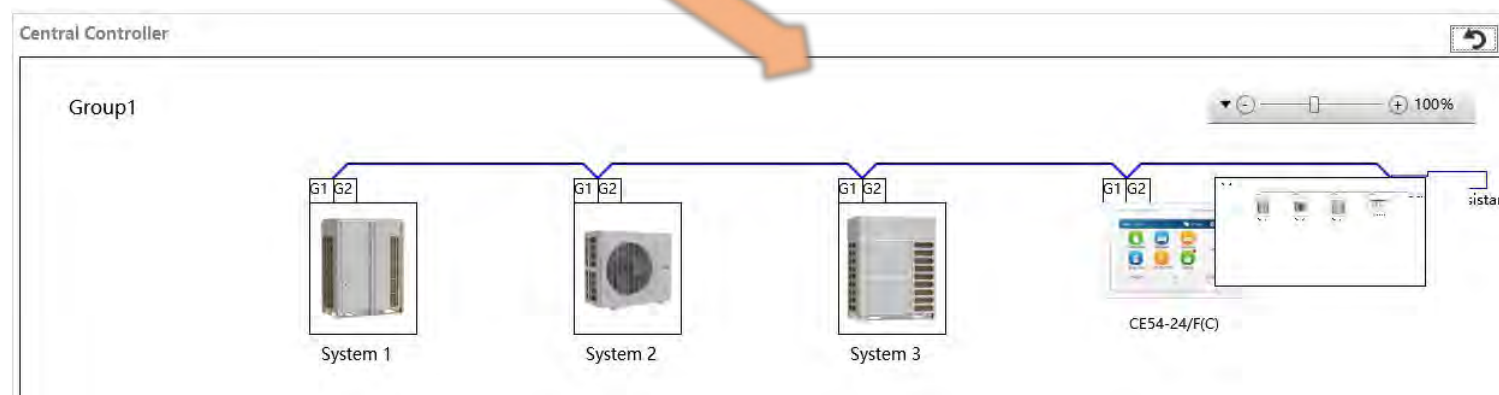 Central Controller
Group1
100%
G1 G2
G1 G2
G1 G2
G1 G2
CE54-24/F(C)
System 1
System 2
System 3